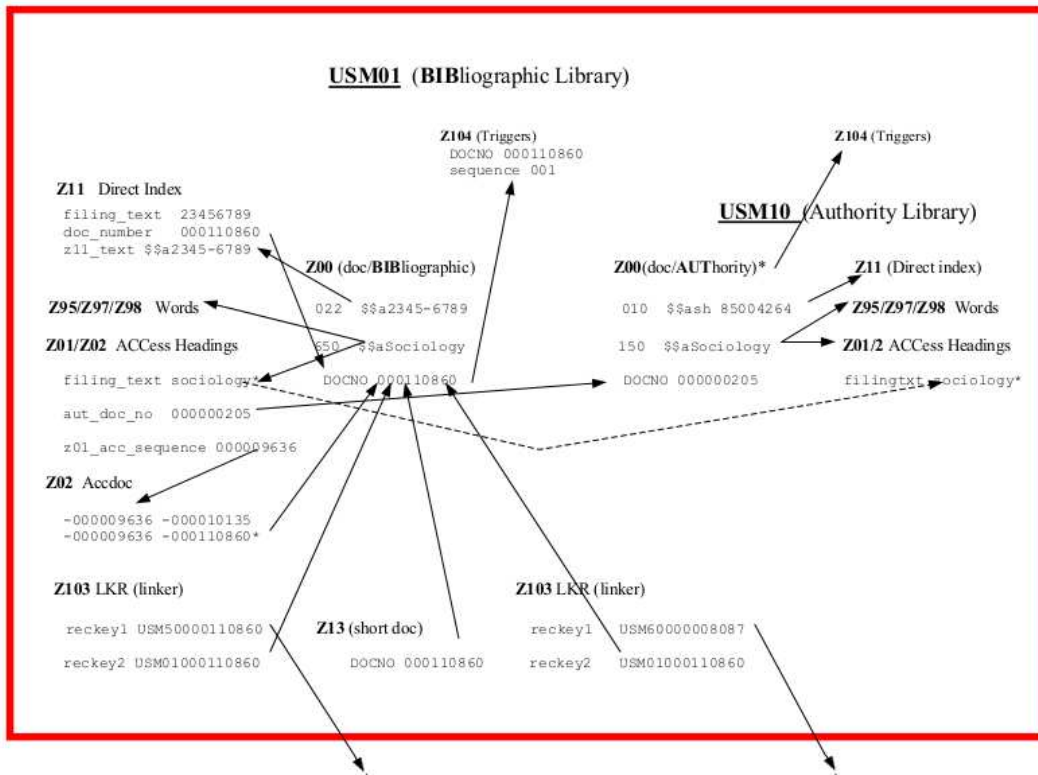 USM01 (BIBliographic Library)
Z104 (Triggers)
DOCNO 000110860
sequence 001
Z104 (Triggers)
Z11 Direct Index
filing_text 23456789
doc_number 000110860
z11_text $$a2345-6789
USM10 (Authority Library)
Z00 (doc/BIBliographic)
Z00(doc/AUThority)*
Z11 (Direct index)
022 $$a2345-6789
010 $$ash 85004264
Z95/Z97/Z98 Words
Z95/Z97/Z98 Words
Z01/Z02 ACCess Headings
650 $$aSociology
150 $$aSociology
Z01/2 ACCess Headings
filing_text sociology*
DOCNO 000110860
DOCNO 000000205
filingtxt sociology*
aut_doc_no 000000205
z01_acc_sequence 000009636
Z02 Accdoc
-000009636 -000010135
-000009636 -000110860*
Z103 LKR (linker)
Z103 LKR (linker)
reckey1 USM50000110860
Z13 (short doc)
reckey1 USM60000008087
reckey2 USM01000110860
DOCNO 000110860
reckey2 USM01000110860